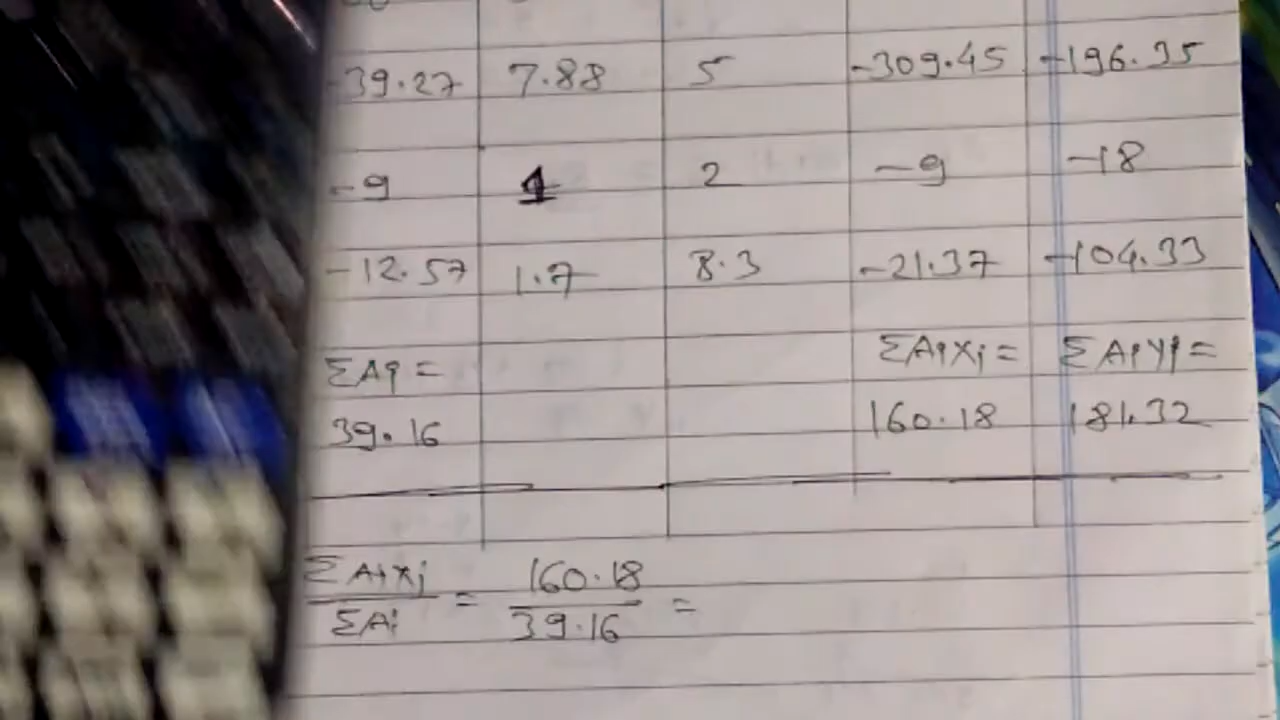 -39.27 7.88 5 -309.45 -196.35
-9 1 2 -9 -18
-12.57 1.7 8.3 -21.37 -104.33
ΣAi = ΣAiXi = ΣAiYi =
39.16 160.18 181.32
ΣAiXi / ΣAi = 160.18 / 39.16 =